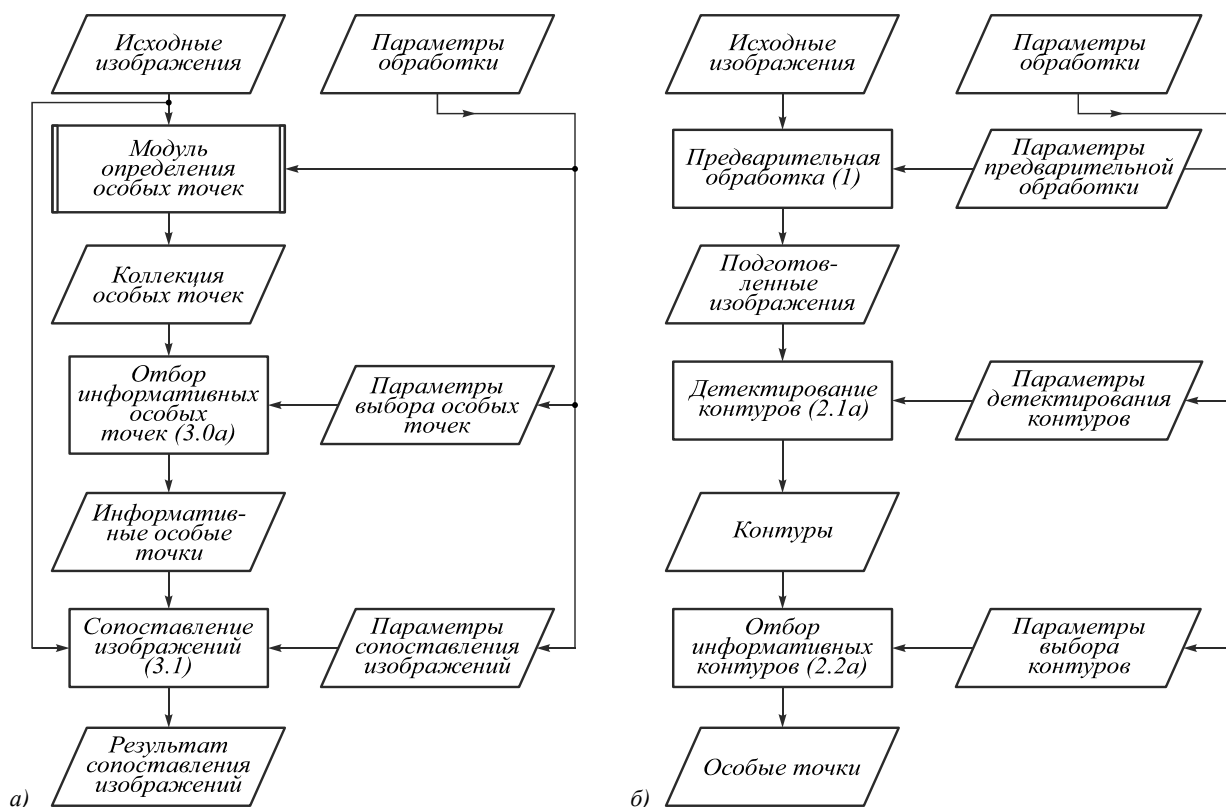 Исходные
изображения
Параметры
обработки
Модуль
определения
особых точек
Коллекция
особых точек
Отбор
информативных
особых
точек (3.0а)
Параметры
выбора особых
точек
Информатив-
ные особые
точки
Сопоставление
изображений
(3.1)
Параметры
сопоставления
изображений
Результат
сопоставления
изображений
а)
Исходные
изображения
Параметры
обработки
Предварительная
обработка (1)
Параметры
предварительной
обработки
Подготов-
ленные
изображения
Детектирование
контуров (2.1а)
Параметры
детектирования
контуров
Контуры
Отбор
информативных
контуров (2.2а)
Параметры
выбора
контуров
Особые точки
б)